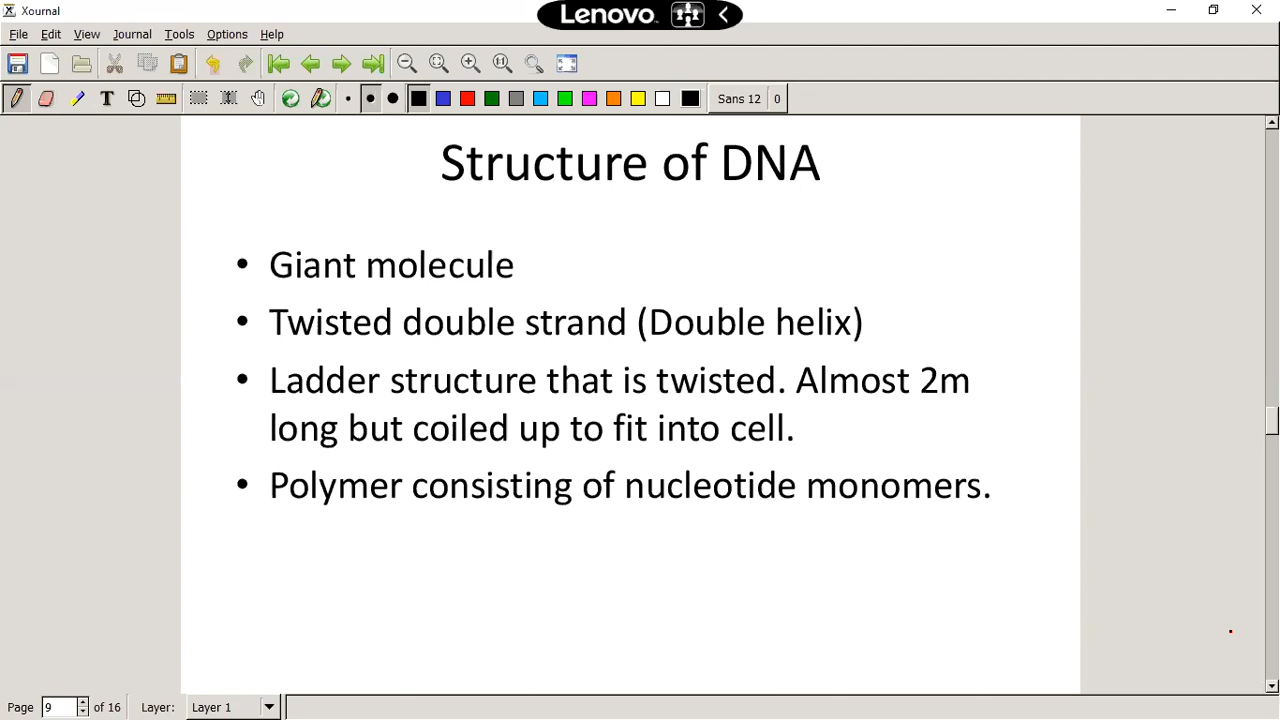 Xournal
Lenovo
File Edit View Journal Tools Options Help
T Sans 12 0
Structure of DNA
• Giant molecule
• Twisted double strand (Double helix)
• Ladder structure that is twisted. Almost 2m
long but coiled up to fit into cell.
• Polymer consisting of nucleotide monomers.
Page 9 of 16 Layer: Layer 1